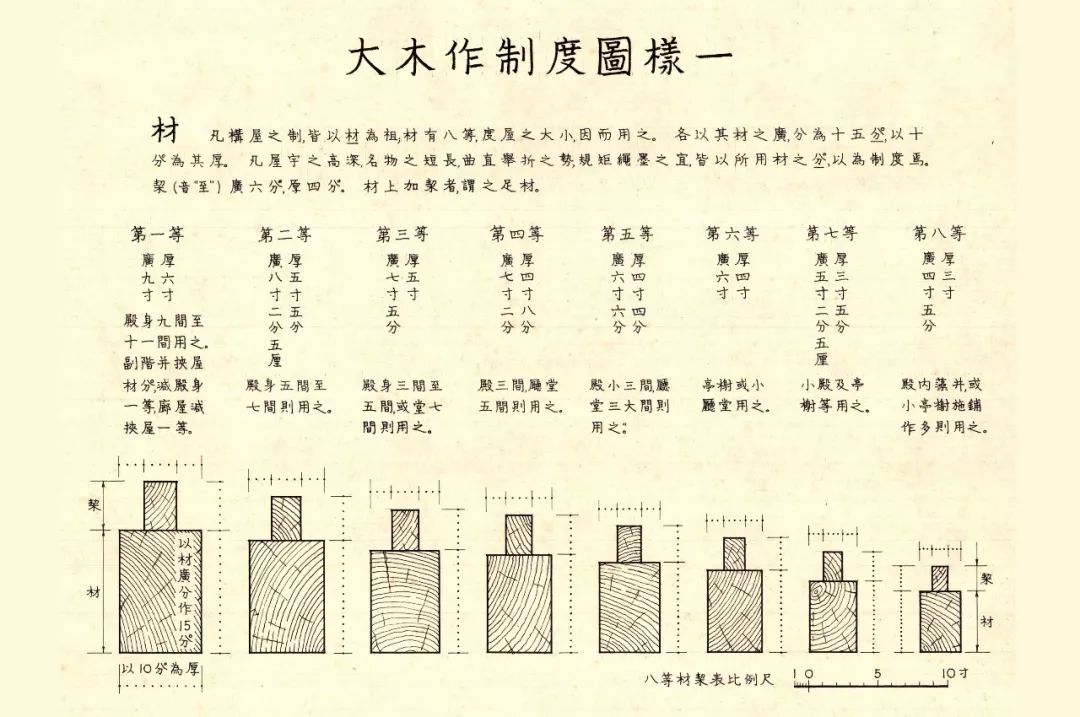 大木作制度圖樣一
材 凡構屋之制,皆以材為祖,材有八等,度屋之大小,因而用之。 各以其材之廣,分為十五分°,以十
分°為其厚。 凡屋宇之高深,名物之短長,曲直舉折之勢,規矩繩墨之宜,皆以所用材之分°,以為制度焉。
栔(音"至")廣六分°,厚四分°。 材上加栔者,謂之足材。
第一等
廣九寸
厚六寸
殿身九間至
十一間用之。
副階并挾屋
材分°減殿身
一等,廊屋減
挾屋一等。
第二等
廣八寸二分五厘
厚五寸五分
殿身五間至
七間則用之。
第三等
廣七寸五分
厚五寸
殿身三間至
五間,或堂七
間則用之。
第四等
廣七寸二分
厚四寸八分
殿三間,廳堂
五間則用之。
第五等
廣六寸六分
厚四寸四分
殿小三間,廳
堂三大間則
用之。
第六等
廣六寸
厚四寸
亭榭或小
廳堂用之。
第七等
廣五寸二分五厘
厚三寸五分
小殿及亭
榭等用之。
第八等
廣四寸五分
厚三寸
殿内藻井,或
小亭榭施鋪
作多則用之。
栔
材
以材廣分作15分°
以10分°為厚
栔
材
八等材栔表比例尺
1 0 5 10寸